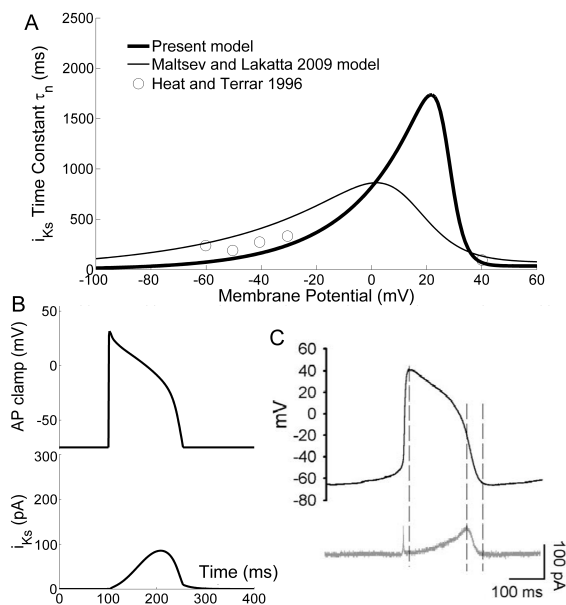 A
2500
2000
1500
1000
500
0
i_Ks Time Constant τ_n (ms)
Present model
Maltsev and Lakatta 2009 model
Heat and Terrar 1996
-100 -80 -60 -40 -20 0 20 40 60
Membrane Potential (mV)
B
50
0
-50
AP clamp (mV)
300
200
100
0
i_Ks (pA)
Time (ms)
0 100 200 300 400
C
60
40
20
0
-20
-40
-60
-80
mV
100 pA
100 ms